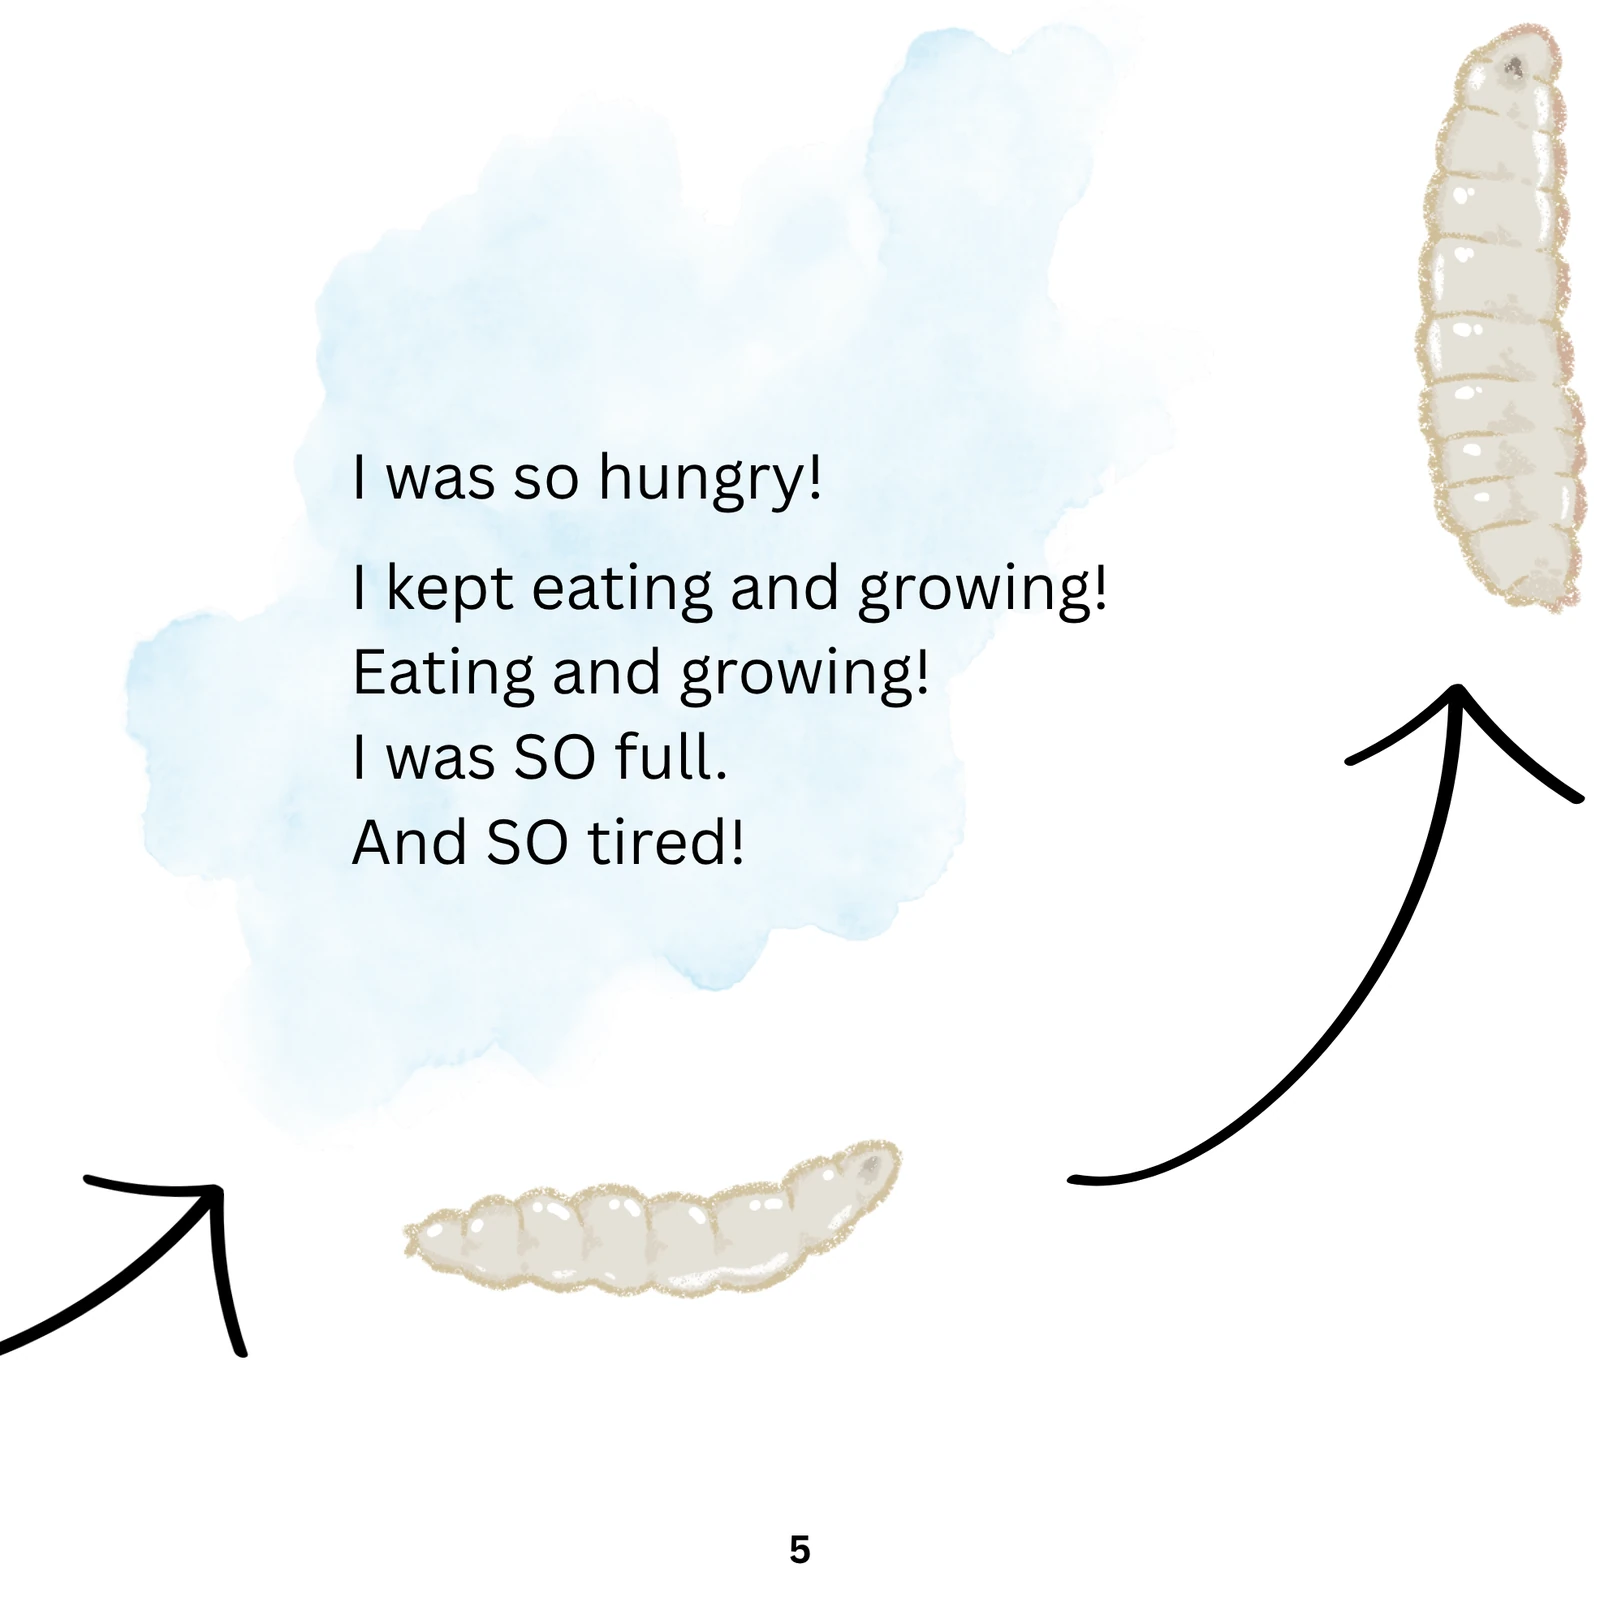 I was so hungry!
I kept eating and growing!
Eating and growing!
I was SO full.
And SO tired!
5